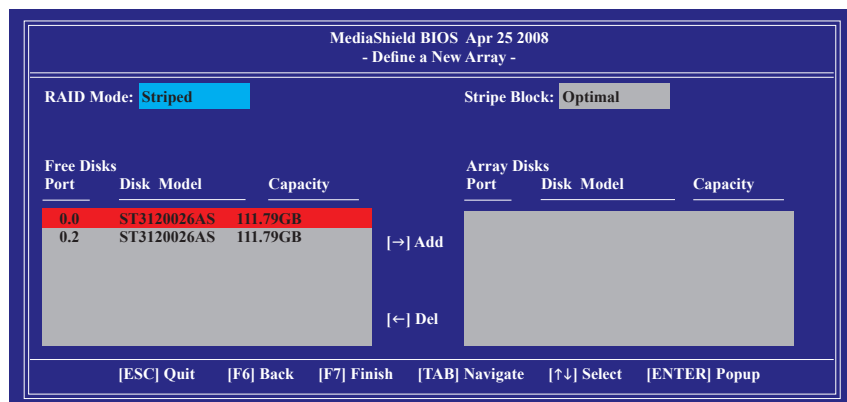 MediaShield BIOS Apr 25 2008
- Define a New Array -
RAID Mode: Striped Stripe Block: Optimal
Free Disks Array Disks
Port Disk Model Capacity Port Disk Model Capacity
0.0 ST3120026AS 111.79GB
0.2 ST3120026AS 111.79GB
[→] Add
[←] Del
[ESC] Quit [F6] Back [F7] Finish [TAB] Navigate [↑↓] Select [ENTER] Popup